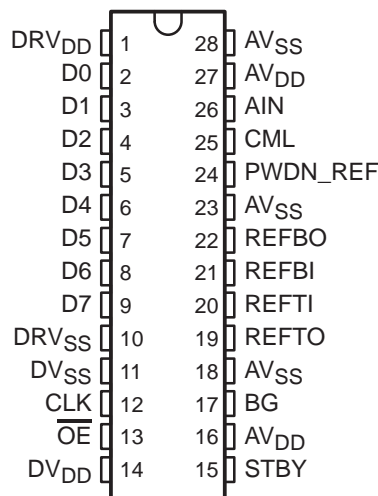 DRVDD 1 28 AVSS
D0 2 27 AVDD
D1 3 26 AIN
D2 4 25 CML
D3 5 24 PWDN_REF
D4 6 23 AVSS
D5 7 22 REFBO
D6 8 21 REFBI
D7 9 20 REFTI
DRVSS 10 19 REFTO
DVSS 11 18 AVSS
CLK 12 17 BG
OE 13 16 AVDD
DVDD 14 15 STBY